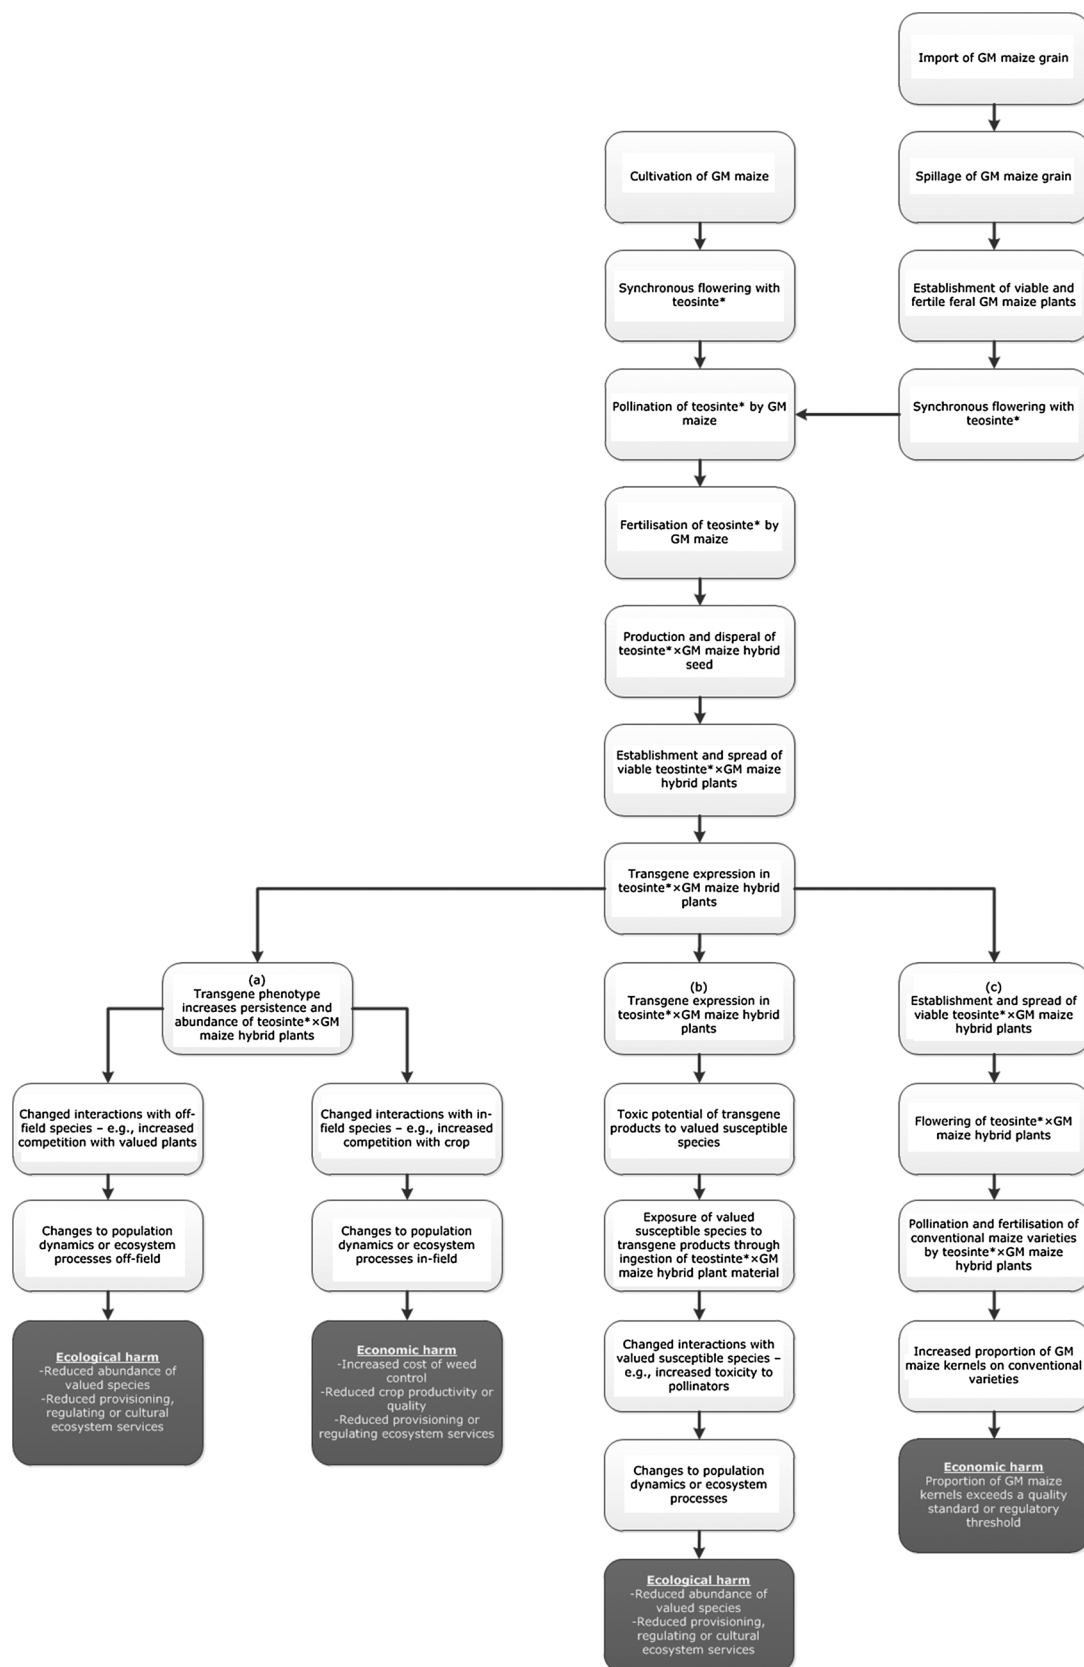 Import of GM maize grain
Cultivation of GM maize
Spillage of GM maize grain
Synchronous flowering with
teosinte*
Establishment of viable and
fertile feral GM maize plants
Pollination of teosinte* by GM
maize
Synchronous flowering with
teosinte*
Fertilisation of teosinte* by
GM maize
Production and disperal of
teosinte*×GM maize hybrid
seed
Establishment and spread of
viable teostinte*×GM maize
hybrid plants
Transgene expression in
teosinte*×GM maize hybrid
plants
(a)
Transgene phenotype
increases persistence and
abundance of teosinte*×GM
maize hybrid plants
(b)
Transgene expression in
teosinte*×GM maize hybrid
plants
(c)
Establishment and spread of
viable teosinte*×GM maize
hybrid plants
Changed interactions with off-
field species – e.g., increased
competition with valued plants
Changed interactions with in-
field species – e.g., increased
competition with crop
Toxic potential of transgene
products to valued susceptible
species
Flowering of teosinte*×GM
maize hybrid plants
Changes to population
dynamics or ecosystem
processes off-field
Changes to population
dynamics or ecosystem
processes in-field
Exposure of valued
susceptible species to
transgene products through
ingestion of teostinte*×GM
maize hybrid plant material
Pollination and fertilisation of
conventional maize varieties
by teosinte*×GM maize
hybrid plants
Ecological harm
-Reduced abundance of
valued species
-Reduced provisioning,
regulating or cultural
ecosystem services
Economic harm
-Increased cost of weed
control
-Reduced crop productivity or
quality
-Reduced provisioning or
regulating ecosystem services
Changed interactions with
valued susceptible species –
e.g., increased toxicity to
pollinators
Increased proportion of GM
maize kernels on conventional
varieties
Changes to population
dynamics or ecosystem
processes
Economic harm
Proportion of GM maize
kernels exceeds a quality
standard or regulatory
threshold
Ecological harm
-Reduced abundance of
valued species
-Reduced provisioning,
regulating or cultural
ecosystem services